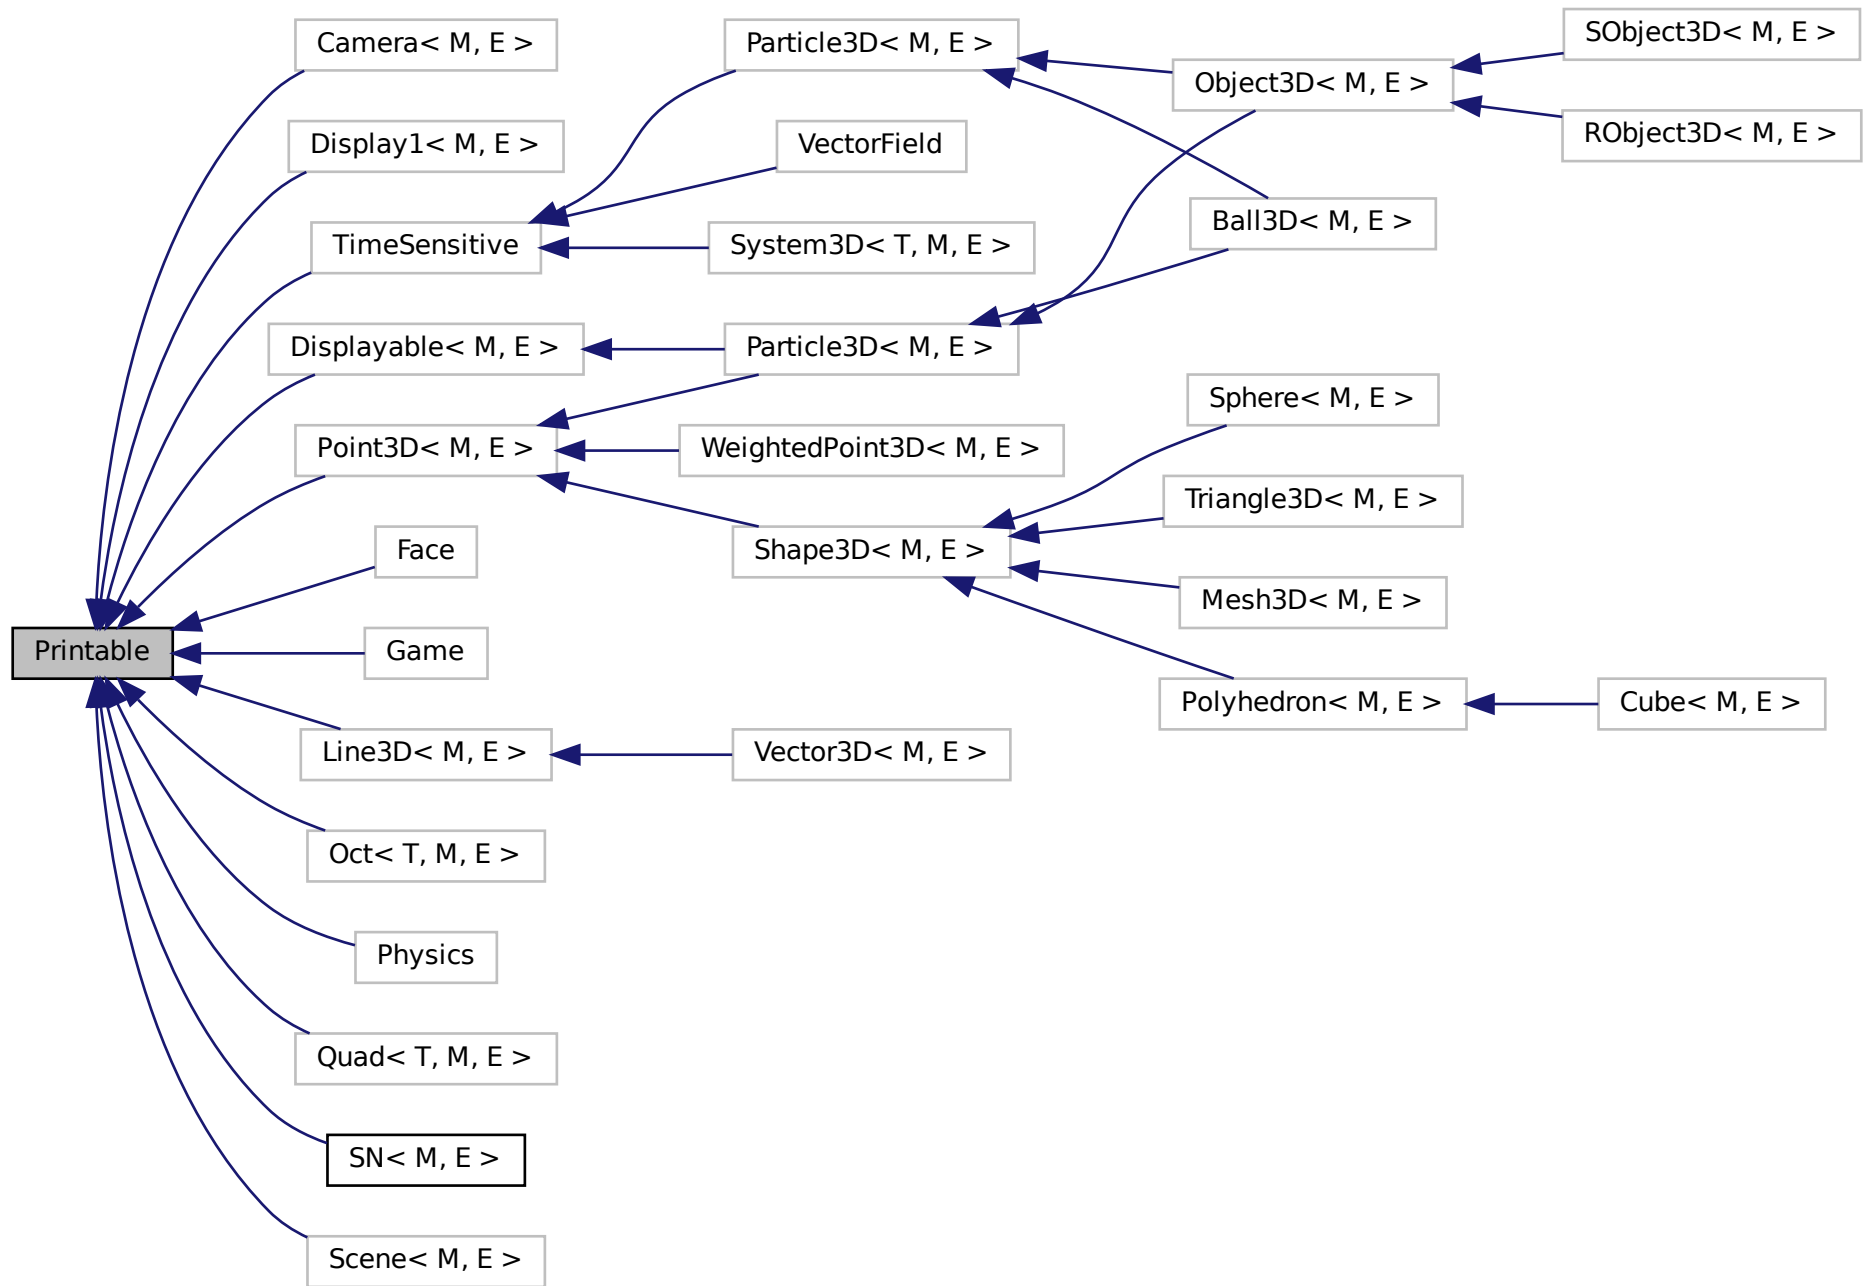 Camera< M, E >
Particle3D< M, E >
SObject3D< M, E >
Object3D< M, E >
RObject3D< M, E >
Display1< M, E >
VectorField
Ball3D< M, E >
TimeSensitive
System3D< T, M, E >
Displayable< M, E >
Particle3D< M, E >
Sphere< M, E >
Point3D< M, E >
WeightedPoint3D< M, E >
Triangle3D< M, E >
Face
Shape3D< M, E >
Mesh3D< M, E >
Printable
Game
Polyhedron< M, E >
Cube< M, E >
Line3D< M, E >
Vector3D< M, E >
Oct< T, M, E >
Physics
Quad< T, M, E >
SN< M, E >
Scene< M, E >